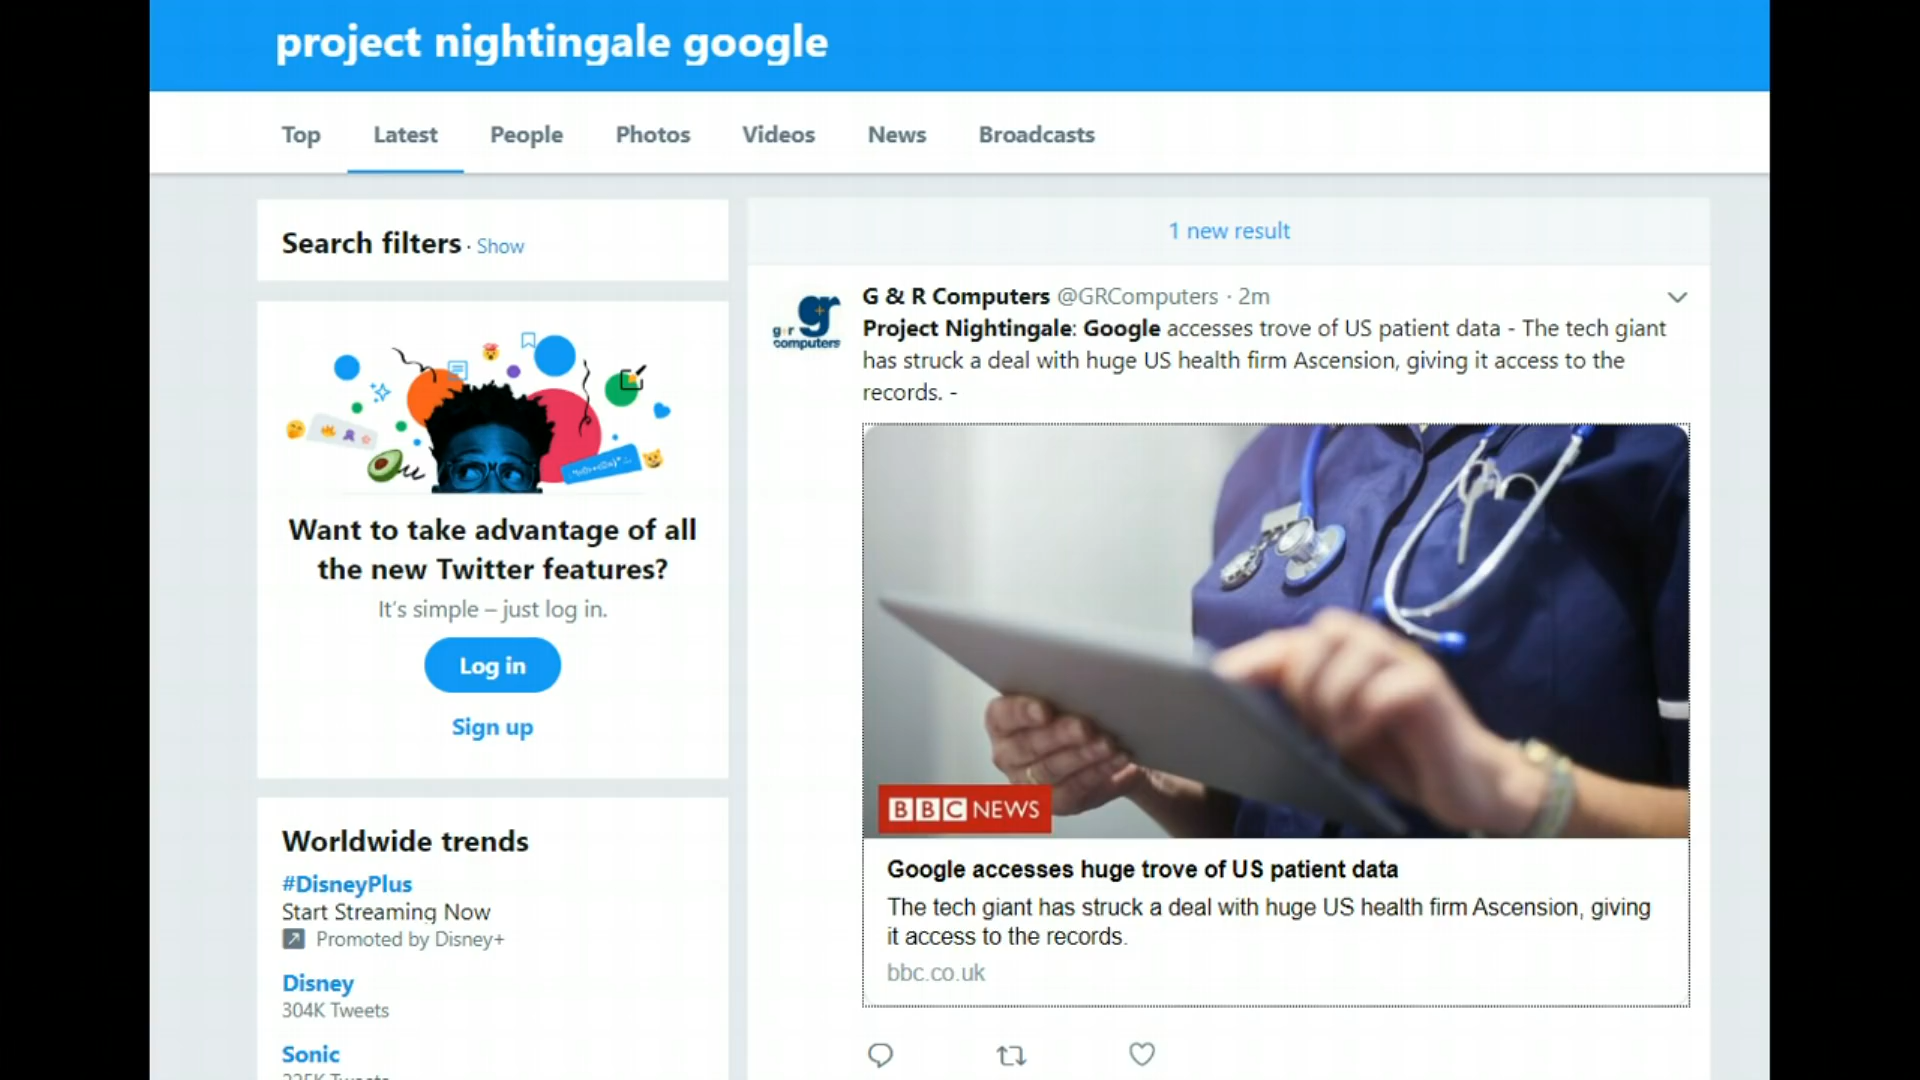 project nightingale google
Top Latest People Photos Videos News Broadcasts
Search filters · Show
Want to take advantage of all
the new Twitter features?
It's simple – just log in.
Log in
Sign up
Worldwide trends
#DisneyPlus
Start Streaming Now
Promoted by Disney+
Disney
304K Tweets
Sonic
1 new result
g r
computers
G & R Computers @GRComputers · 2m
Project Nightingale: Google accesses trove of US patient data - The tech giant
has struck a deal with huge US health firm Ascension, giving it access to the
records. -
BBC NEWS
Google accesses huge trove of US patient data
The tech giant has struck a deal with huge US health firm Ascension, giving
it access to the records.
bbc.co.uk